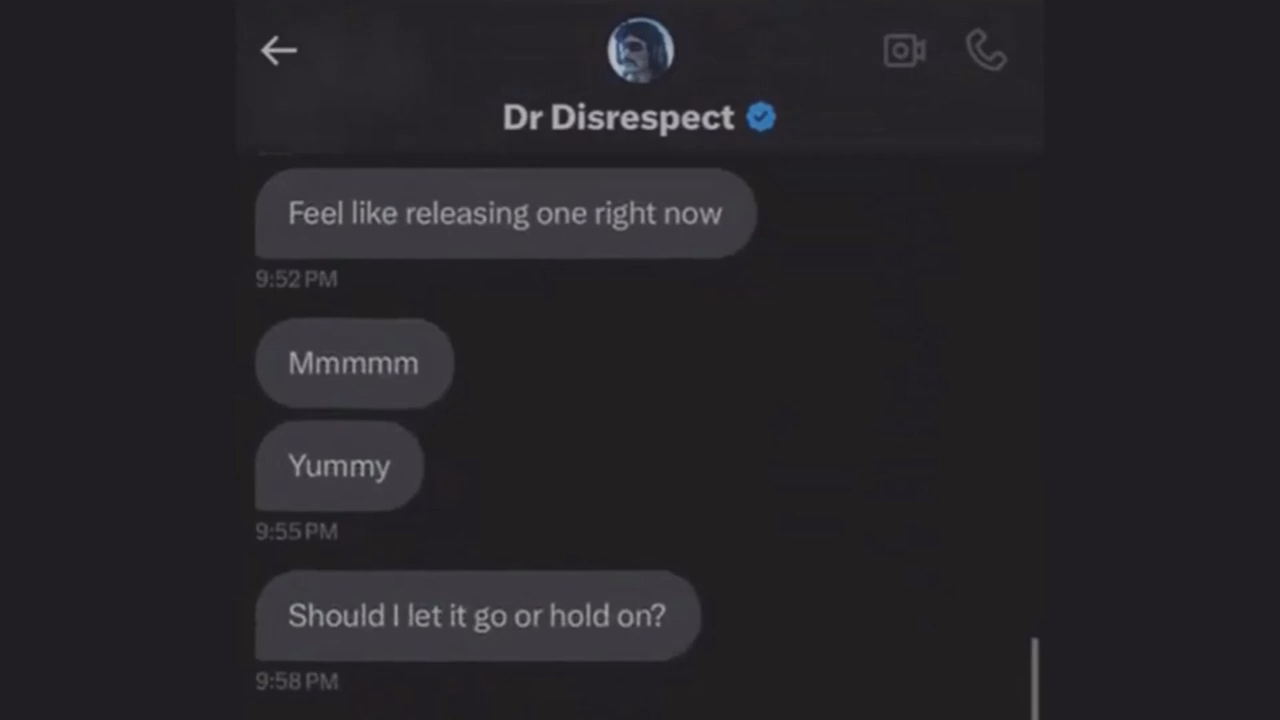 Dr Disrespect
Feel like releasing one right now
9:52 PM
Mmmmm
Yummy
9:55 PM
Should I let it go or hold on?
9:58 PM